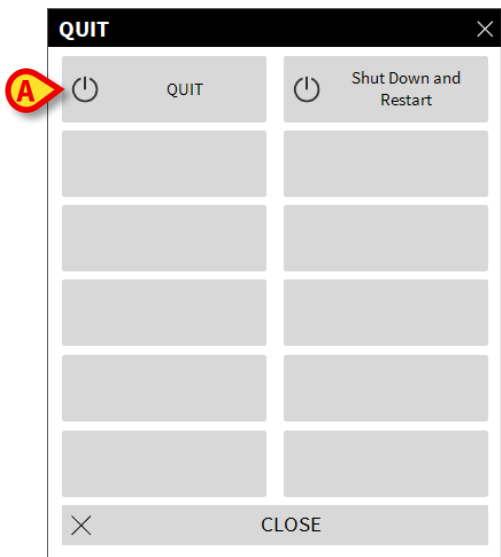 QUIT
A
QUIT
Shut Down and
Restart
CLOSE